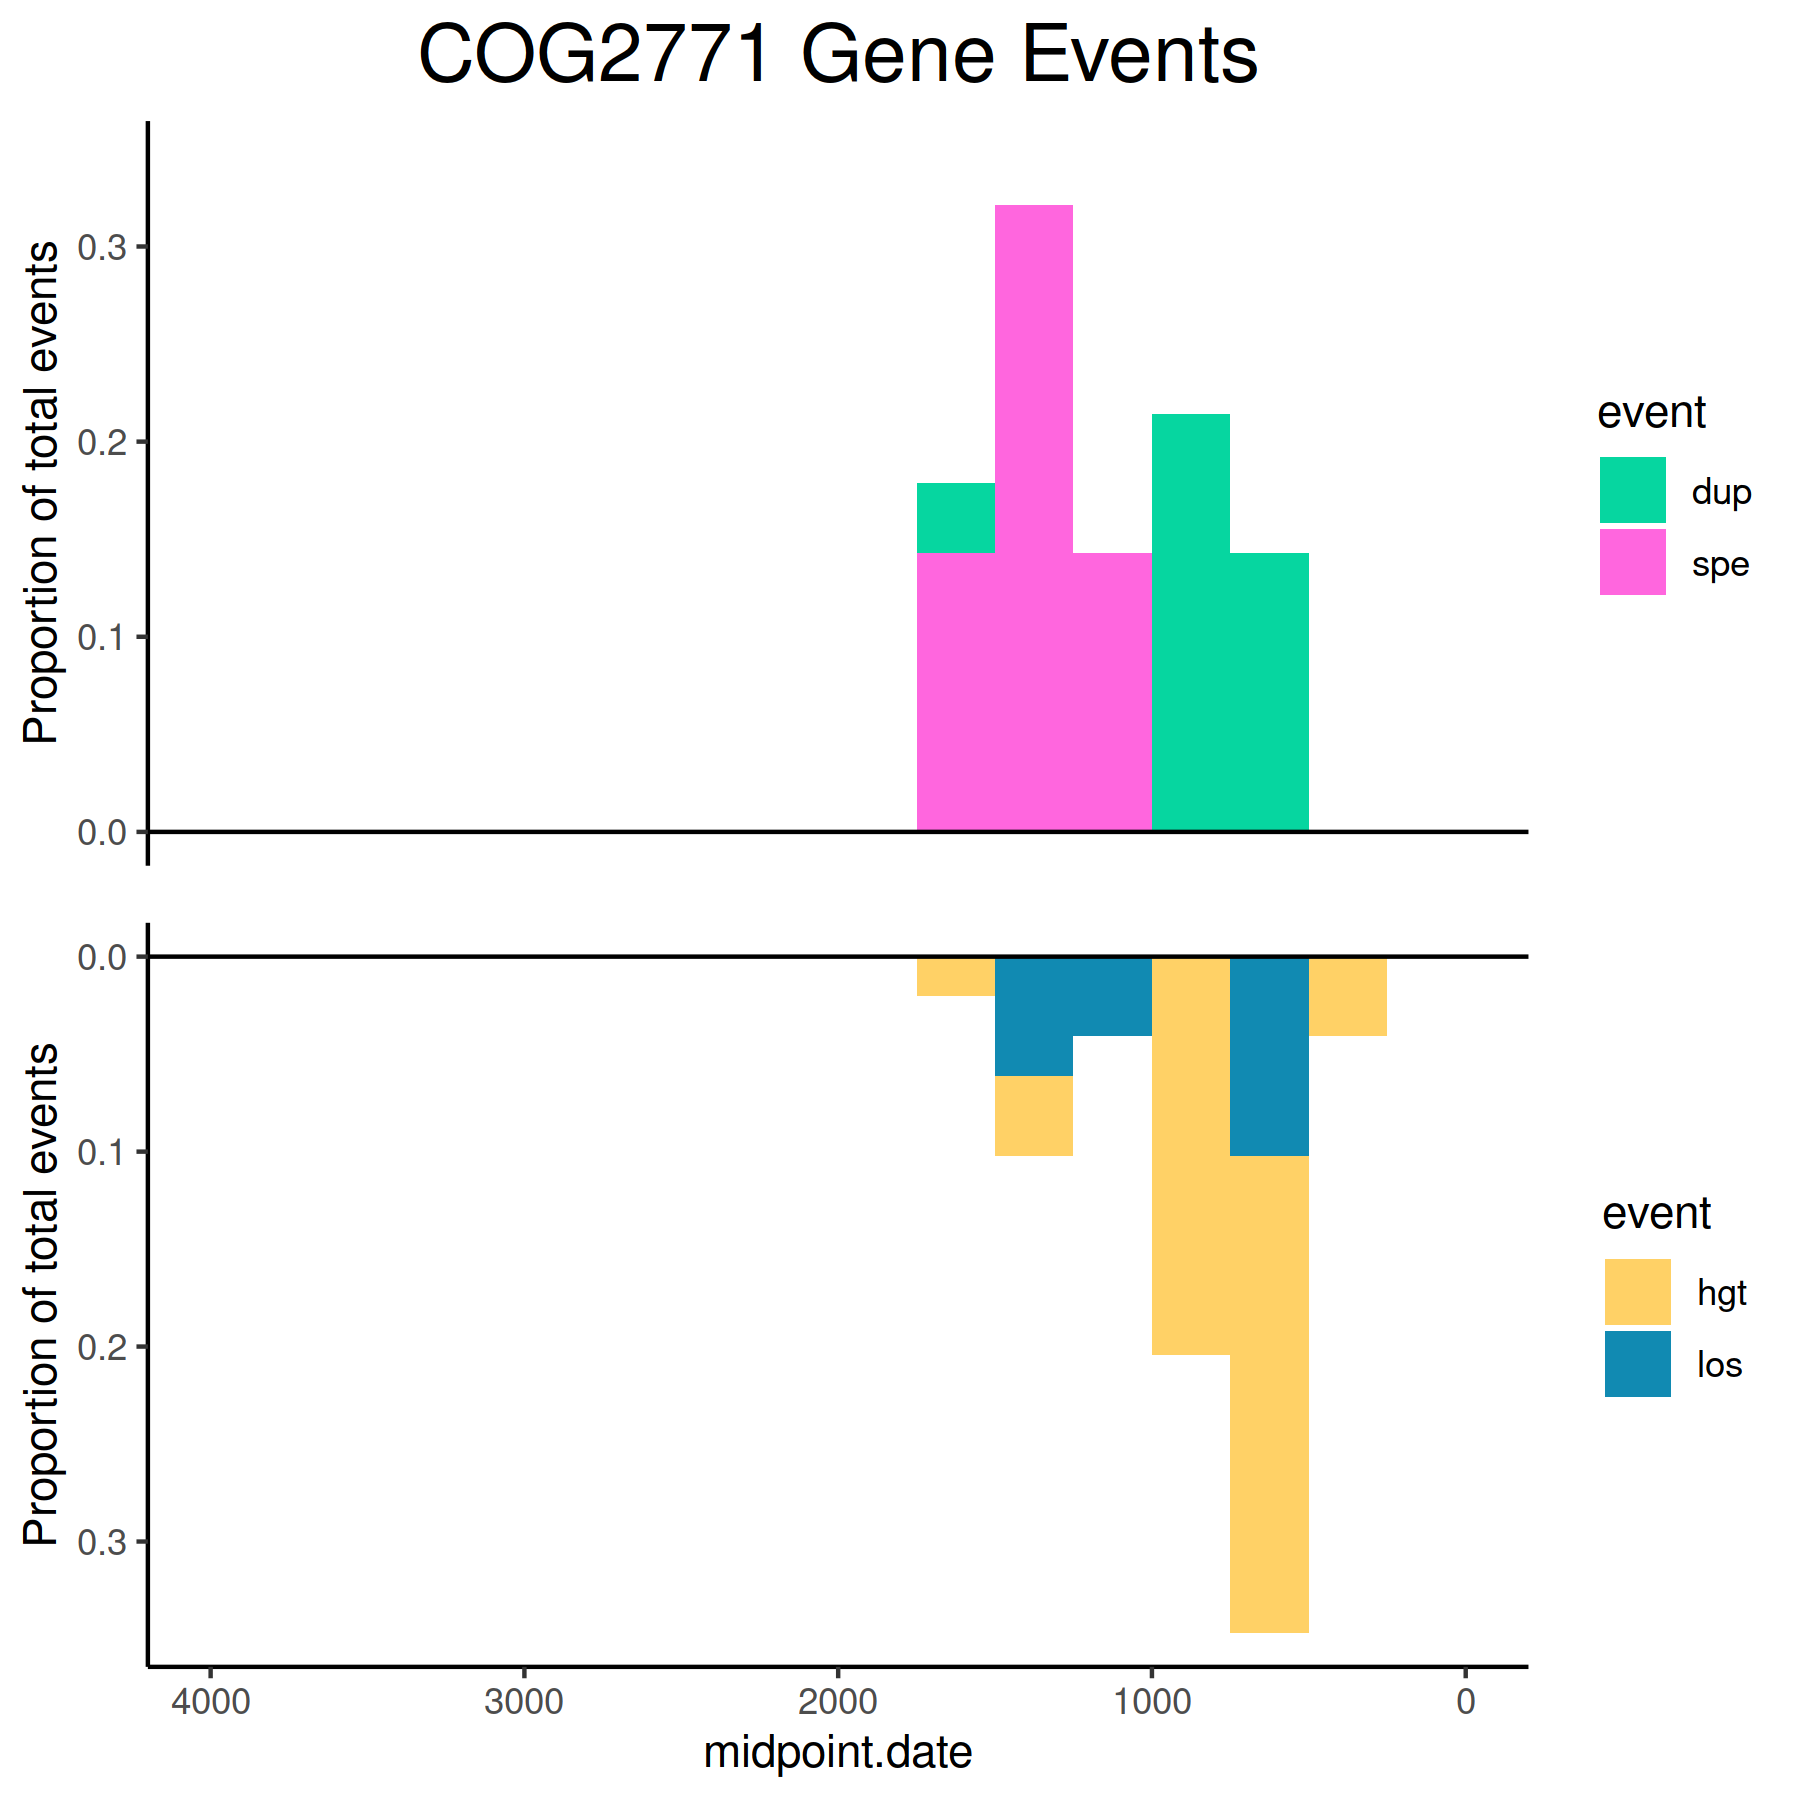 COG2771 Gene Events
Proportion of total events
0.3
0.2
0.1
0.0
event
dup
spe
Proportion of total events
0.0
0.1
0.2
0.3
event
hgt
los
4000 3000 2000 1000 0
midpoint.date